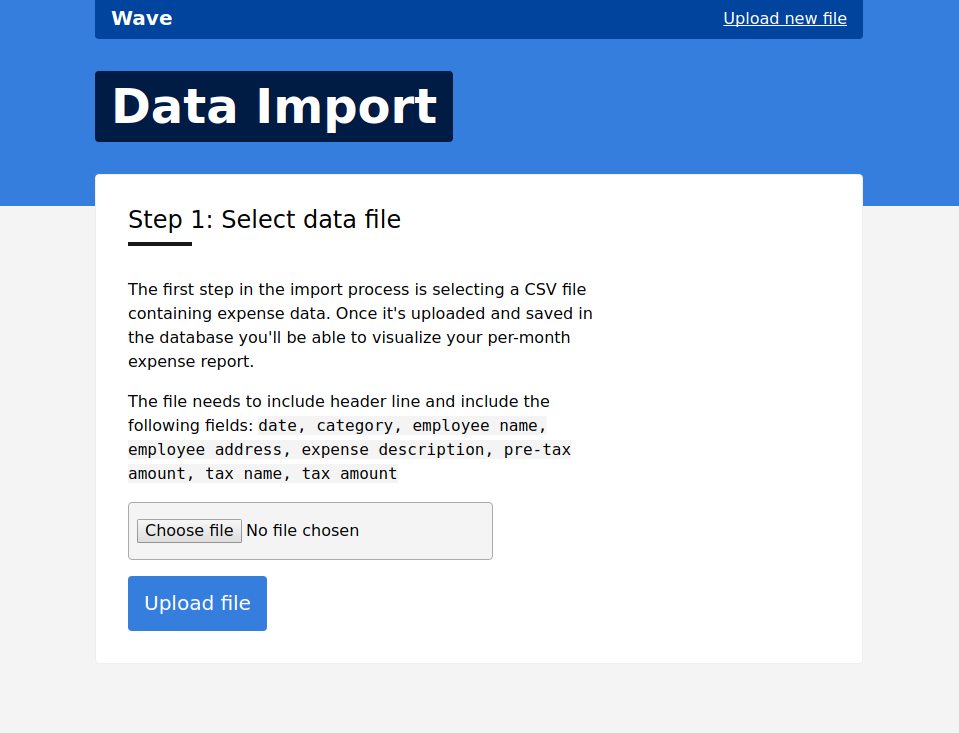 Wave
Upload new file
Data Import
Step 1: Select data file
The first step in the import process is selecting a CSV file
containing expense data. Once it's uploaded and saved in
the database you'll be able to visualize your per-month
expense report.
The file needs to include header line and include the
following fields: date, category, employee name,
employee address, expense description, pre-tax
amount, tax name, tax amount
Choose file No file chosen
Upload file